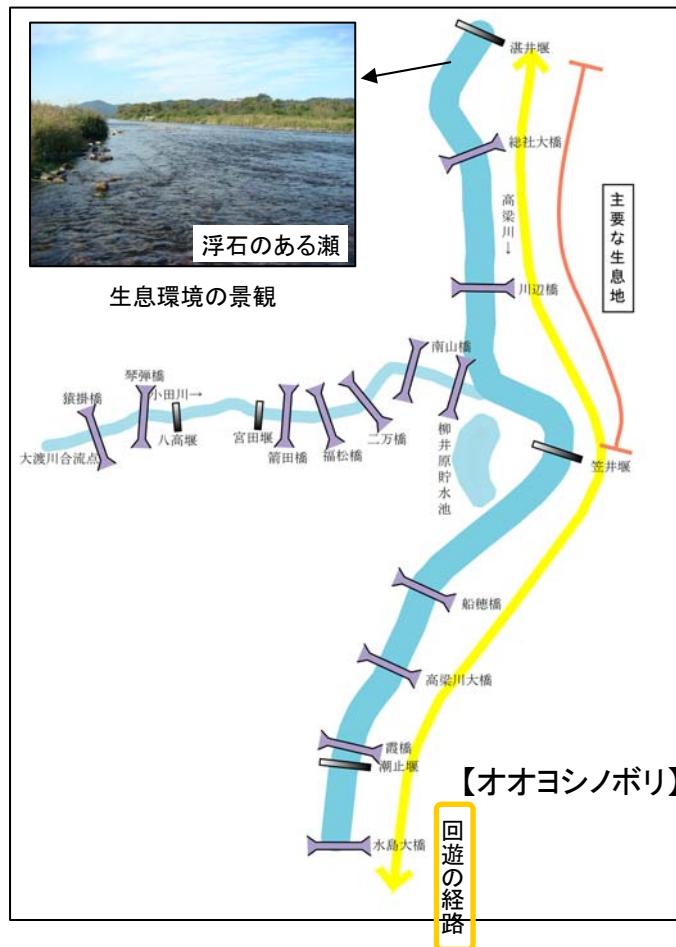 浮石のある瀬
生息環境の景観
湛井堰
総社大橋
高梁川→
主要な生息地
川辺橋
南山橋
琴弾橋
小田川→
猿掛橋
八高堰
宮田堰
箭田橋
福松橋
二万橋
大渡川合流点
柳井原貯水池
笠井堰
船穂橋
高梁川大橋
霞橋
潮止堰
水島大橋
【オオヨシノボリ】
回遊の経路